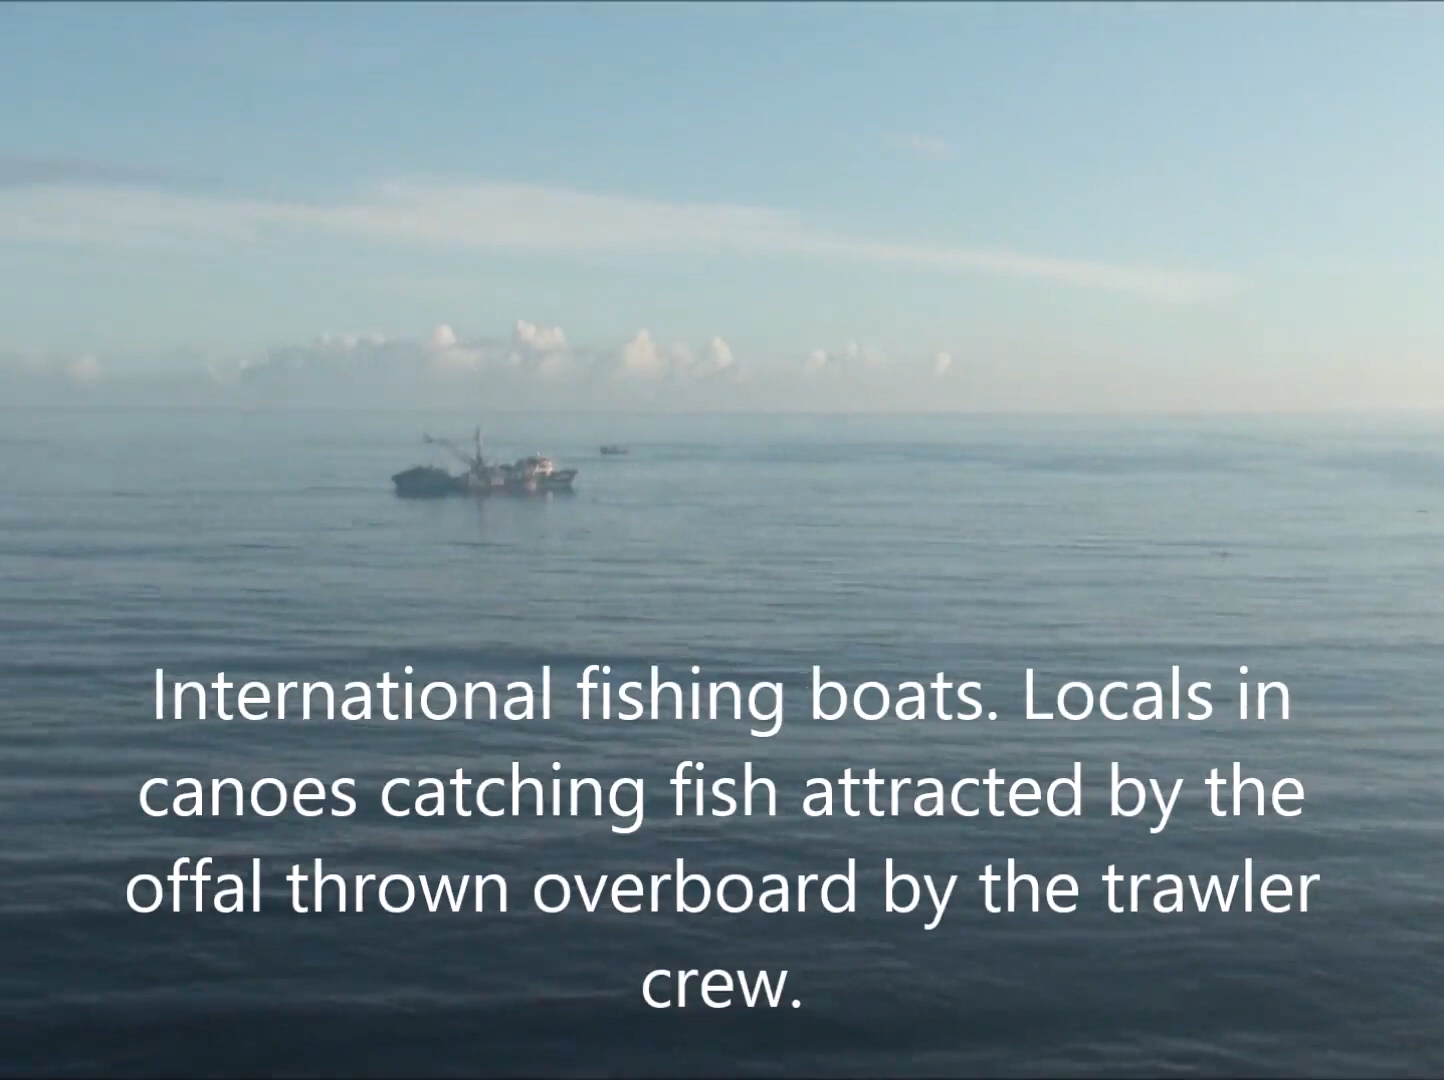 International fishing boats. Locals in
canoes catching fish attracted by the
offal thrown overboard by the trawler
crew.